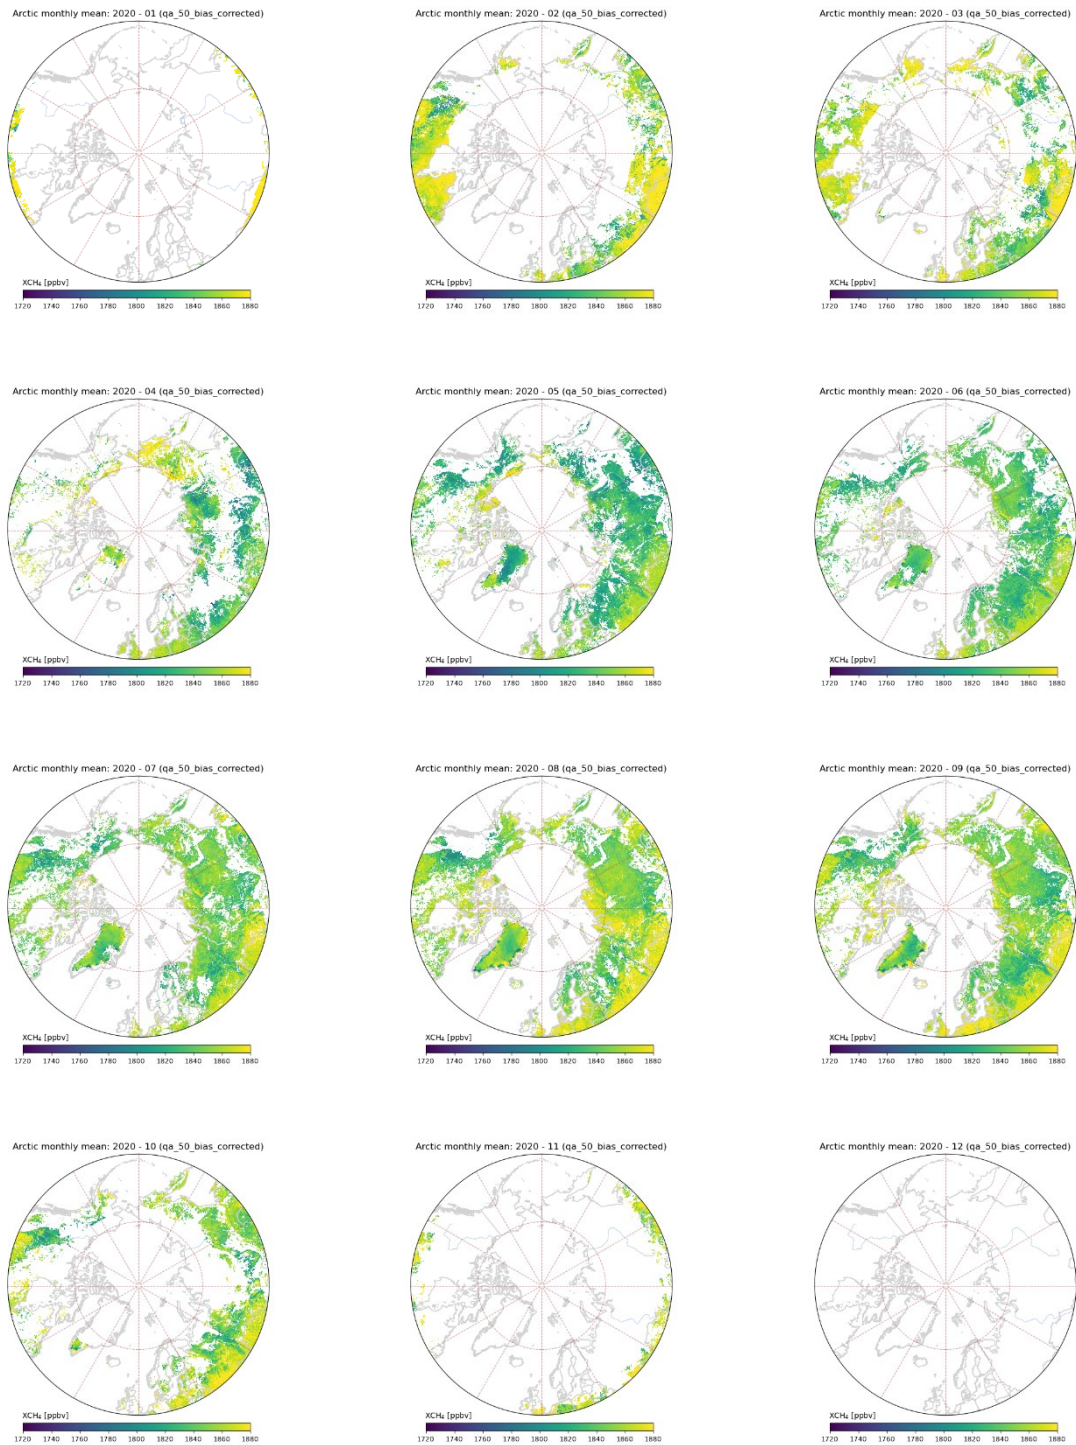 Arctic monthly mean: 2020 - 01 (qa_50_bias_corrected)
Arctic monthly mean: 2020 - 02 (qa_50_bias_corrected)
Arctic monthly mean: 2020 - 03 (qa_50_bias_corrected)
XCH₄ [ppbv]
XCH₄ [ppbv]
XCH₄ [ppbv]
1720 1740 1760 1780 1800 1820 1840 1860 1880
1720 1740 1760 1780 1800 1820 1840 1860 1880
1720 1740 1760 1780 1800 1820 1840 1860 1880
Arctic monthly mean: 2020 - 04 (qa_50_bias_corrected)
Arctic monthly mean: 2020 - 05 (qa_50_bias_corrected)
Arctic monthly mean: 2020 - 06 (qa_50_bias_corrected)
XCH₄ [ppbv]
XCH₄ [ppbv]
XCH₄ [ppbv]
1720 1740 1760 1780 1800 1820 1840 1860 1880
1720 1740 1760 1780 1800 1820 1840 1860 1880
1720 1740 1760 1780 1800 1820 1840 1860 1880
Arctic monthly mean: 2020 - 07 (qa_50_bias_corrected)
Arctic monthly mean: 2020 - 08 (qa_50_bias_corrected)
Arctic monthly mean: 2020 - 09 (qa_50_bias_corrected)
XCH₄ [ppbv]
XCH₄ [ppbv]
XCH₄ [ppbv]
1720 1740 1760 1780 1800 1820 1840 1860 1880
1720 1740 1760 1780 1800 1820 1840 1860 1880
1720 1740 1760 1780 1800 1820 1840 1860 1880
Arctic monthly mean: 2020 - 10 (qa_50_bias_corrected)
Arctic monthly mean: 2020 - 11 (qa_50_bias_corrected)
Arctic monthly mean: 2020 - 12 (qa_50_bias_corrected)
XCH₄ [ppbv]
XCH₄ [ppbv]
XCH₄ [ppbv]
1720 1740 1760 1780 1800 1820 1840 1860 1880
1720 1740 1760 1780 1800 1820 1840 1860 1880
1720 1740 1760 1780 1800 1820 1840 1860 1880